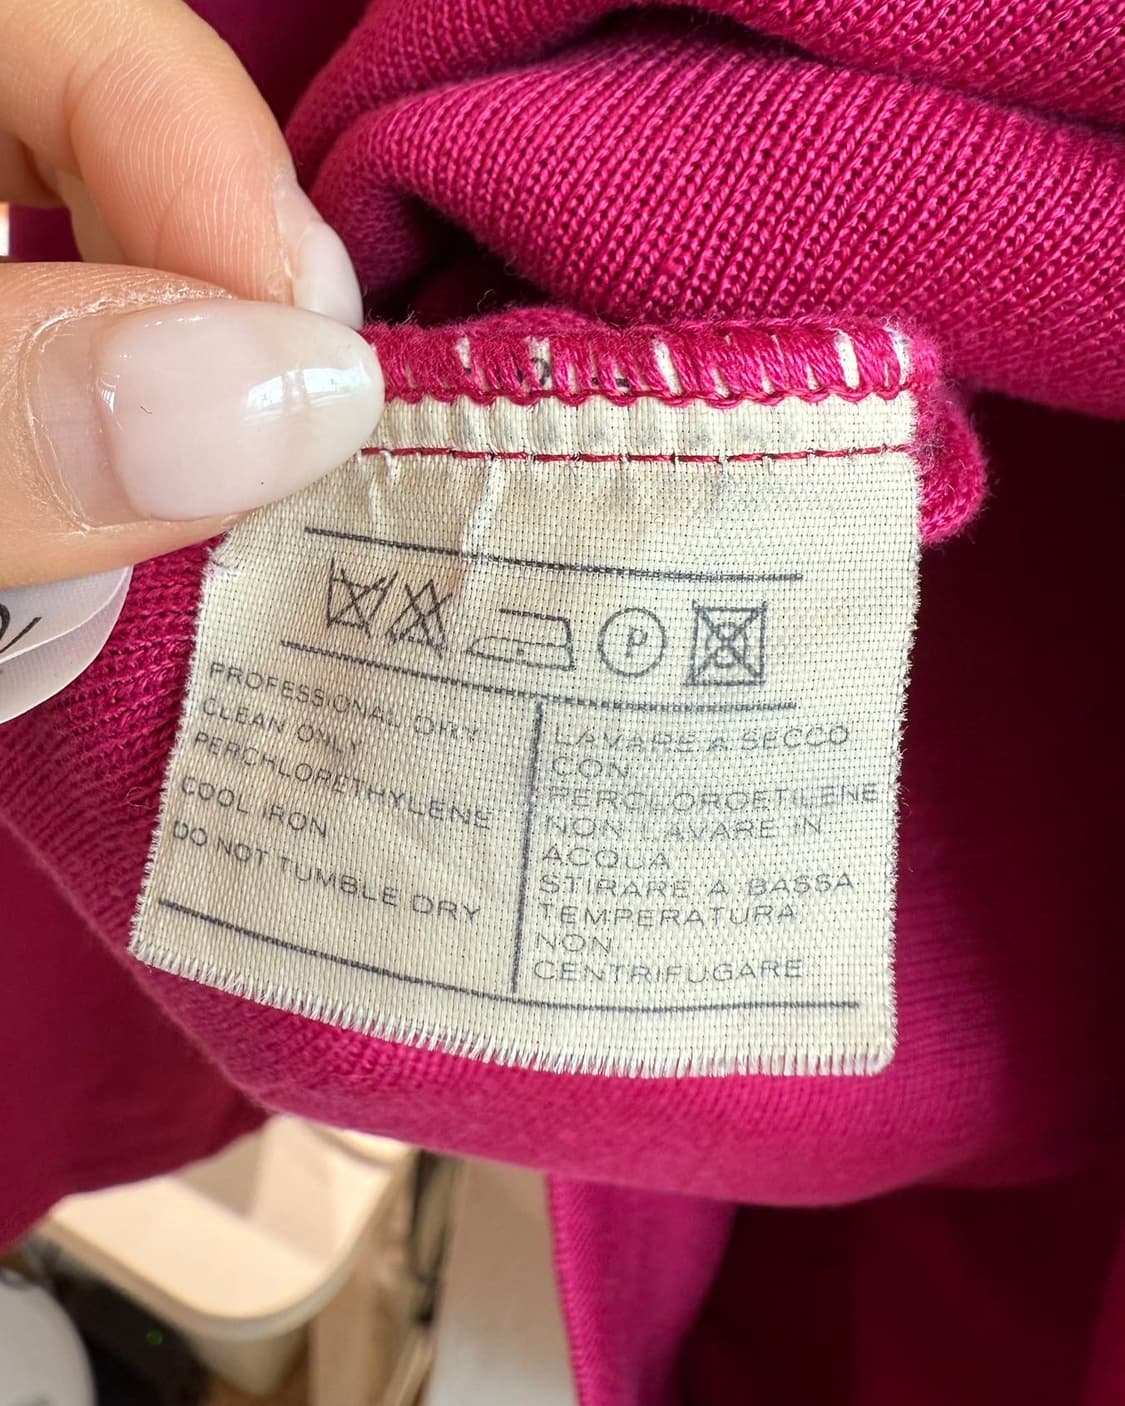 P
PROFESSIONAL DRY
CLEAN ONLY
PERCHLORETHYLENE
COOL IRON
DO NOT TUMBLE DRY
LAVARE A SECCO
CON
PERCLOROETILENE
NON LAVARE IN
ACQUA
STIRARE A BASSA
TEMPERATURA
NON
CENTRIFUGARE